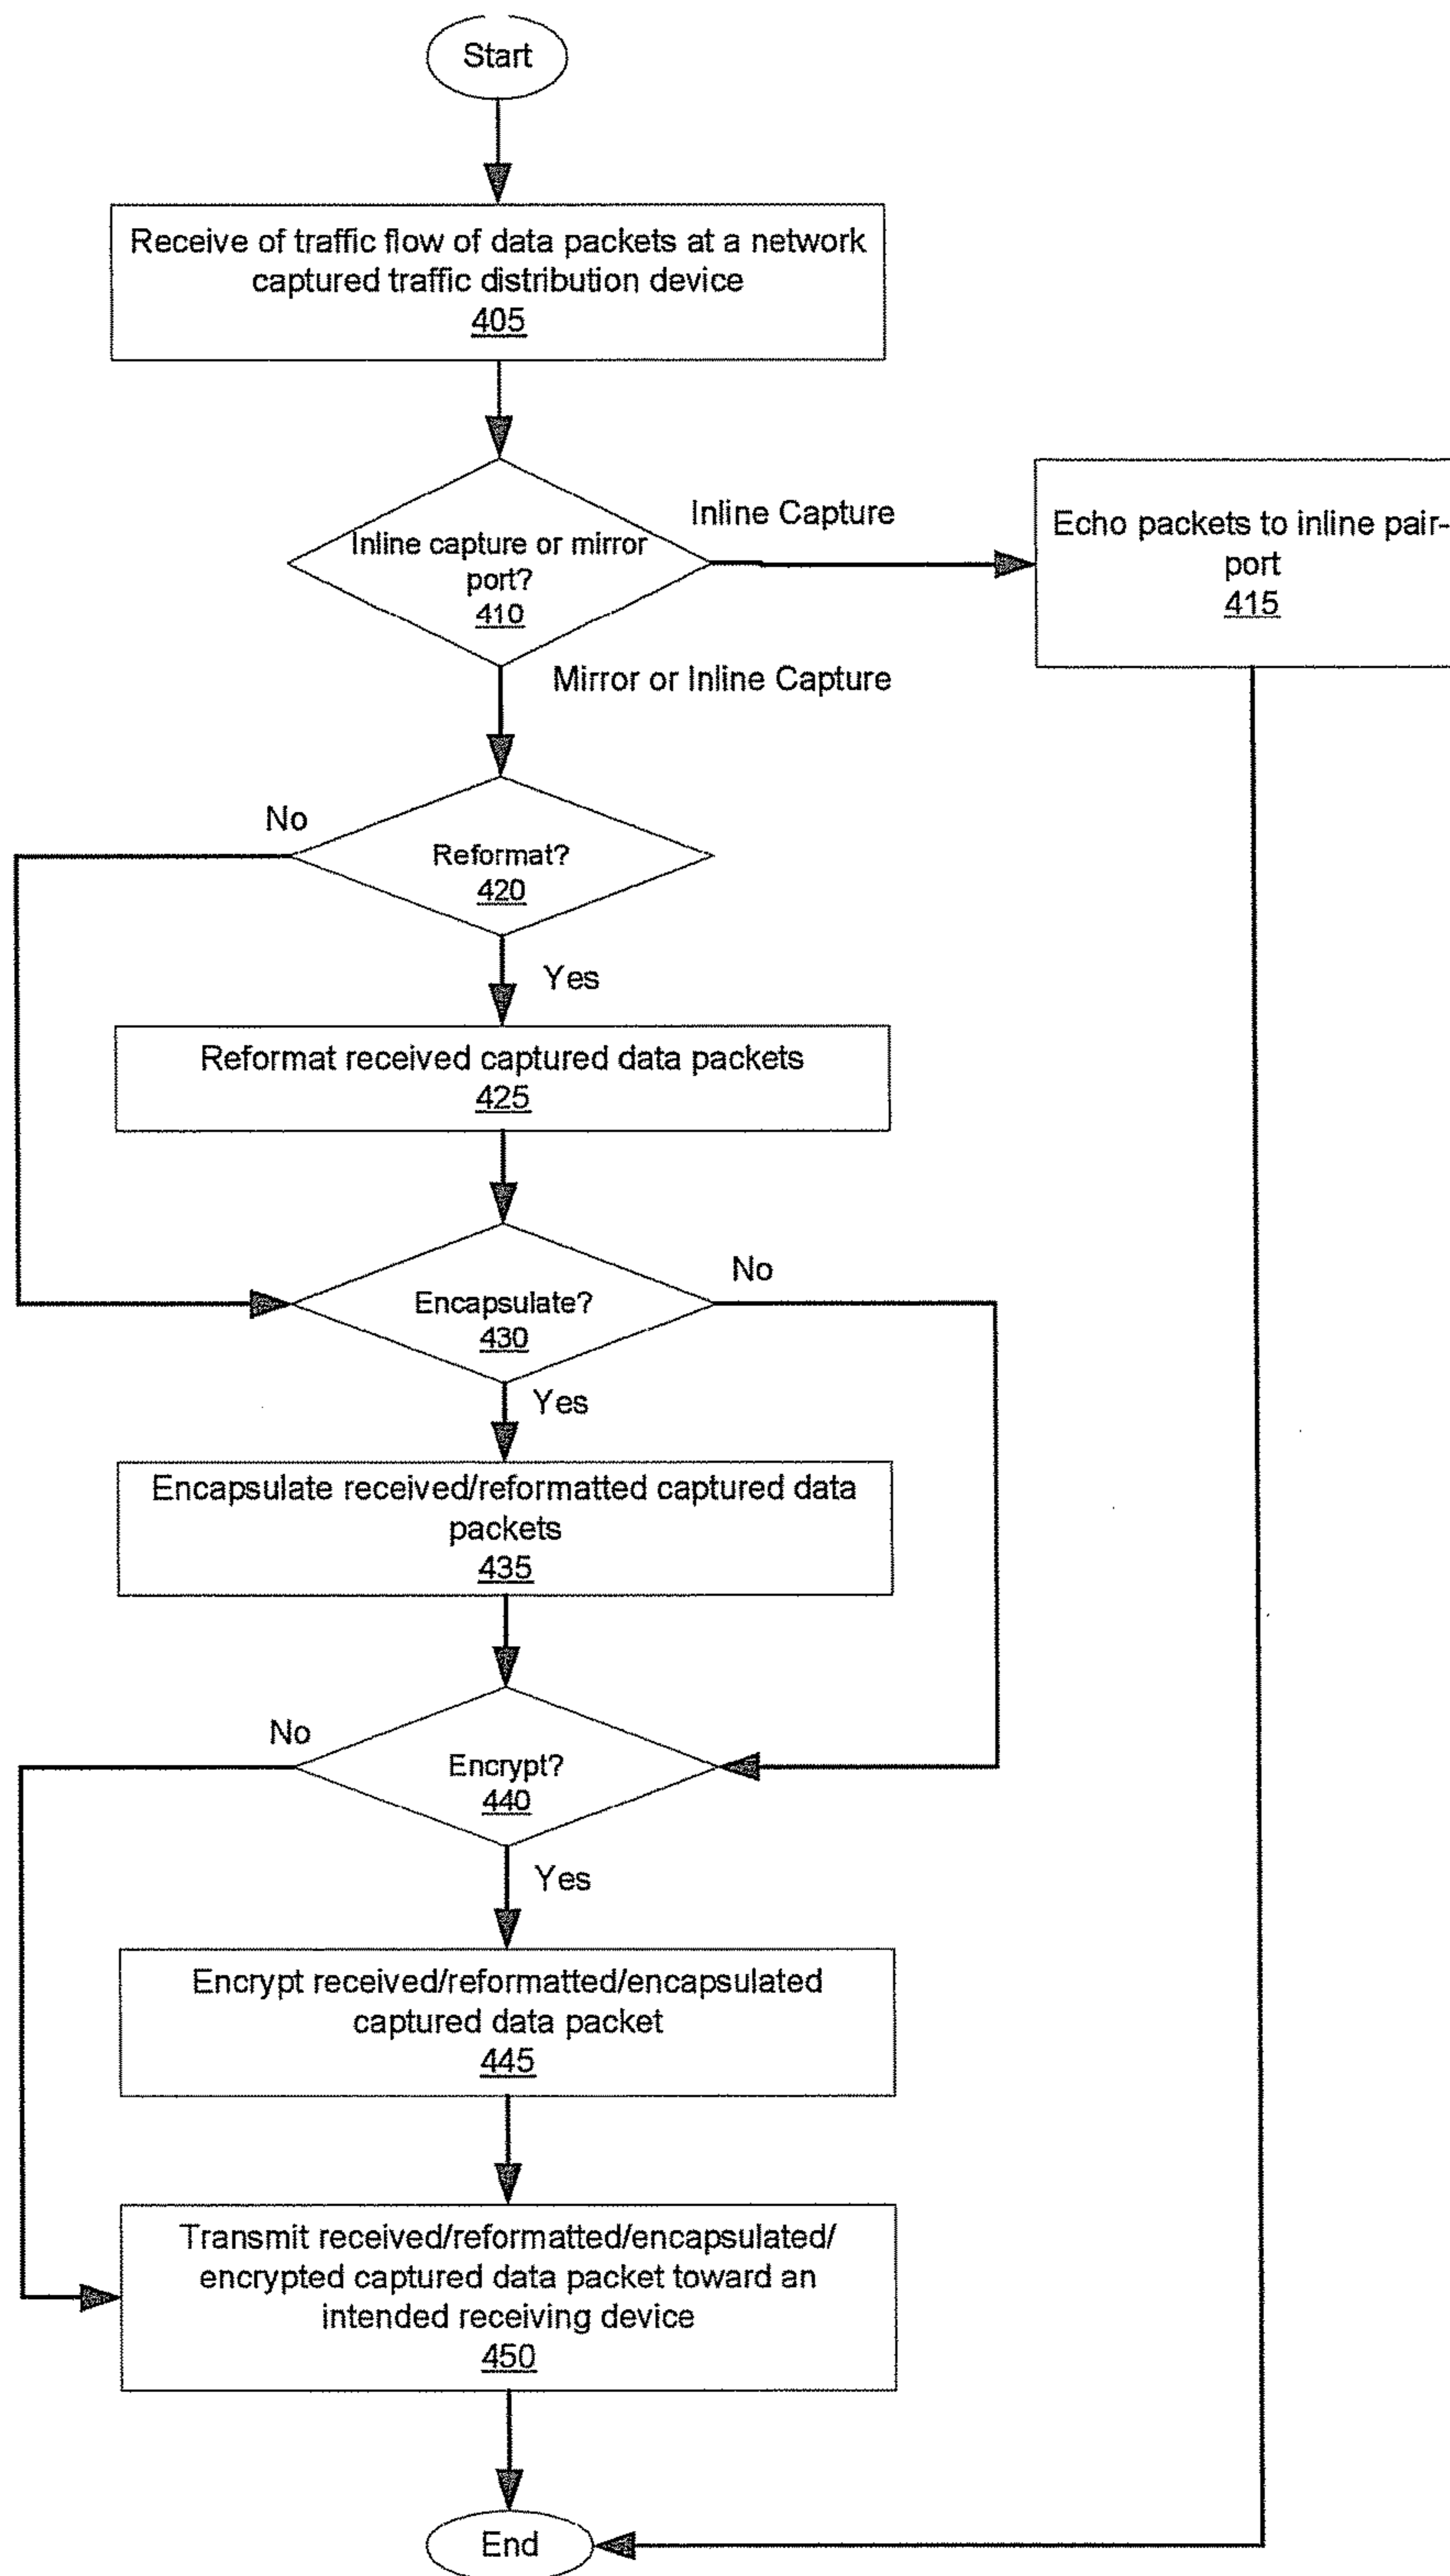 Start
Receive of traffic flow of data packets at a network
captured traffic distribution device
405
Inline capture or mirror
port?
410
Inline Capture
Echo packets to inline pair-
port
415
Mirror or Inline Capture
Reformat?
420
No
Yes
Reformat received captured data packets
425
Encapsulate?
430
No
Yes
Encapsulate received/reformatted captured data
packets
435
Encrypt?
440
No
Yes
Encrypt received/reformatted/encapsulated
captured data packet
445
Transmit received/reformatted/encapsulated/
encrypted captured data packet toward an
intended receiving device
450
End